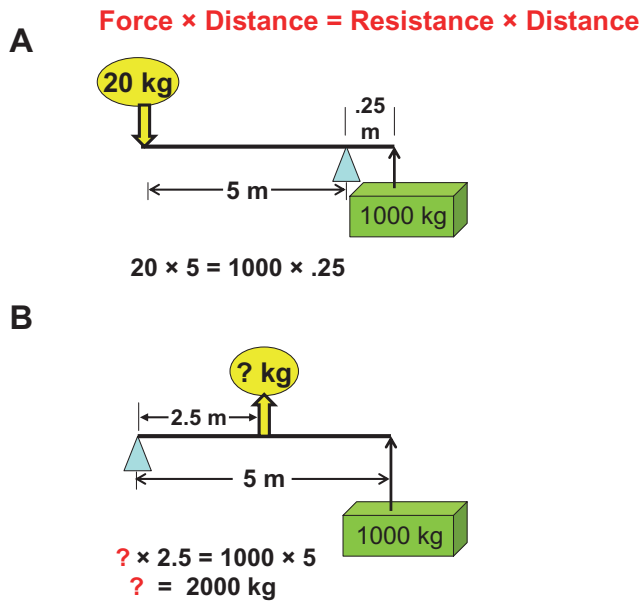 Force × Distance = Resistance × Distance
A
20 kg
.25
m
5 m
1000 kg
20 × 5 = 1000 × .25
B
? kg
2.5 m
5 m
1000 kg
? × 2.5 = 1000 × 5
? = 2000 kg